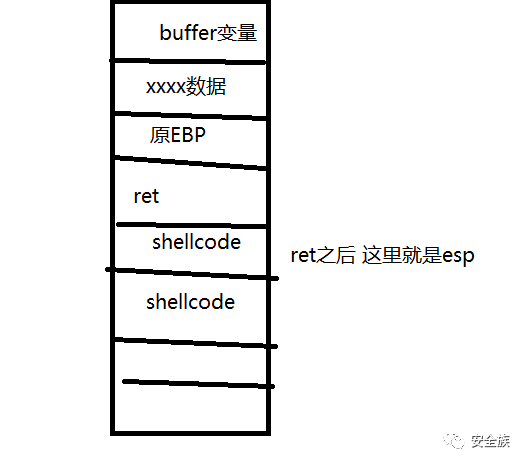 buffer变量
xxxx数据
原EBP
ret
shellcode
ret之后 这里就是esp
shellcode
安全族